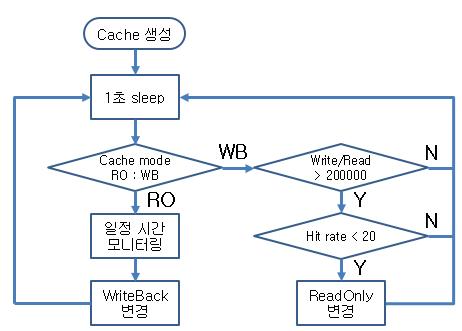 Cache 생성
1초 sleep
Cache mode
RO : WB
WB
Write/Read
> 200000
N
RO
Y
일정 시간
모니터링
Hit rate < 20
N
Y
WriteBack
변경
ReadOnly
변경